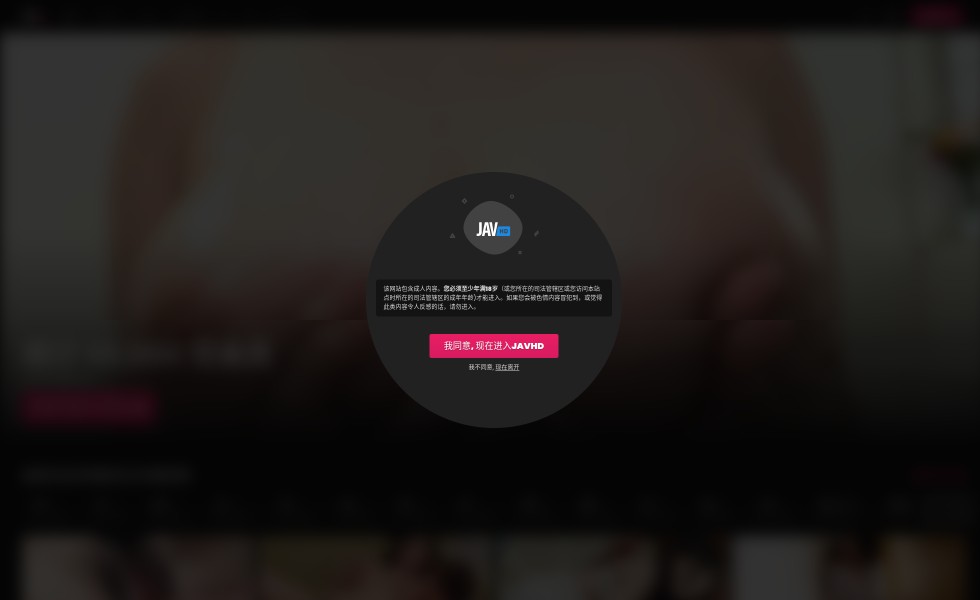 JAV HD
该网站包含成人内容。您必须至少年满18岁（或您所在的司法管辖区或您访问本站
点时所在的司法管辖区的成年年龄)才能进入。如果您会被色情内容冒犯到，或觉得
此类内容令人反感的话，请勿进入。
我同意, 现在进入JAVHD
我不同意, 现在离开